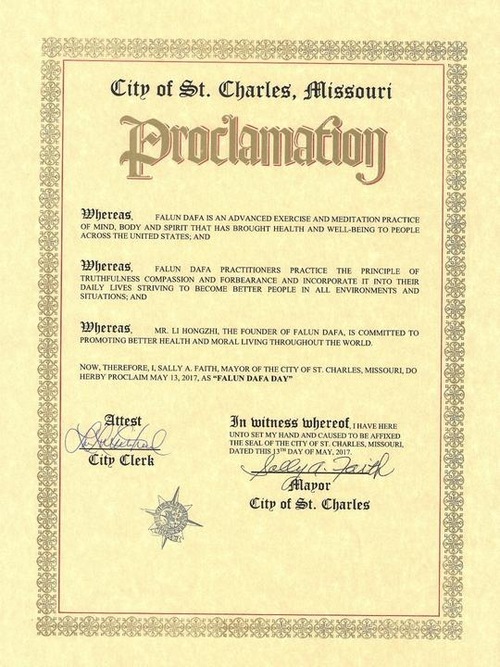 City of St. Charles, Missouri
Proclamation
Whereas, FALUN DAFA IS AN ADVANCED EXERCISE AND MEDITATION PRACTICE
OF MIND, BODY AND SPIRIT THAT HAS BROUGHT HEALTH AND WELL-BEING TO PEOPLE
ACROSS THE UNITED STATES; AND
Whereas, FALUN DAFA PRACTITIONERS PRACTICE THE PRINCIPLE OF
TRUTHFULNESS COMPASSION AND FORBEARANCE AND INCORPORATE IT INTO THEIR
DAILY LIVES STRIVING TO BECOME BETTER PEOPLE IN ALL ENVIRONMENTS AND
SITUATIONS; AND
Whereas, MR. LI HONGZHI, THE FOUNDER OF FALUN DAFA, IS COMMITTED TO
PROMOTING BETTER HEALTH AND MORAL LIVING THROUGHOUT THE WORLD.
NOW, THEREFORE, I, SALLY A. FAITH, MAYOR OF THE CITY OF ST. CHARLES, MISSOURI, DO
HERBY PROCLAIM MAY 13, 2017, AS "FALUN DAFA DAY"
Attest
City Clerk
In witness whereof, I HAVE HERE
UNTO SET MY HAND AND CAUSED TO BE AFFIXED
THE SEAL OF THE CITY OF ST. CHARLES, MISSOURI,
DATED THIS 13TH DAY OF MAY, 2017.
Sally A. Faith
Mayor
City of St. Charles